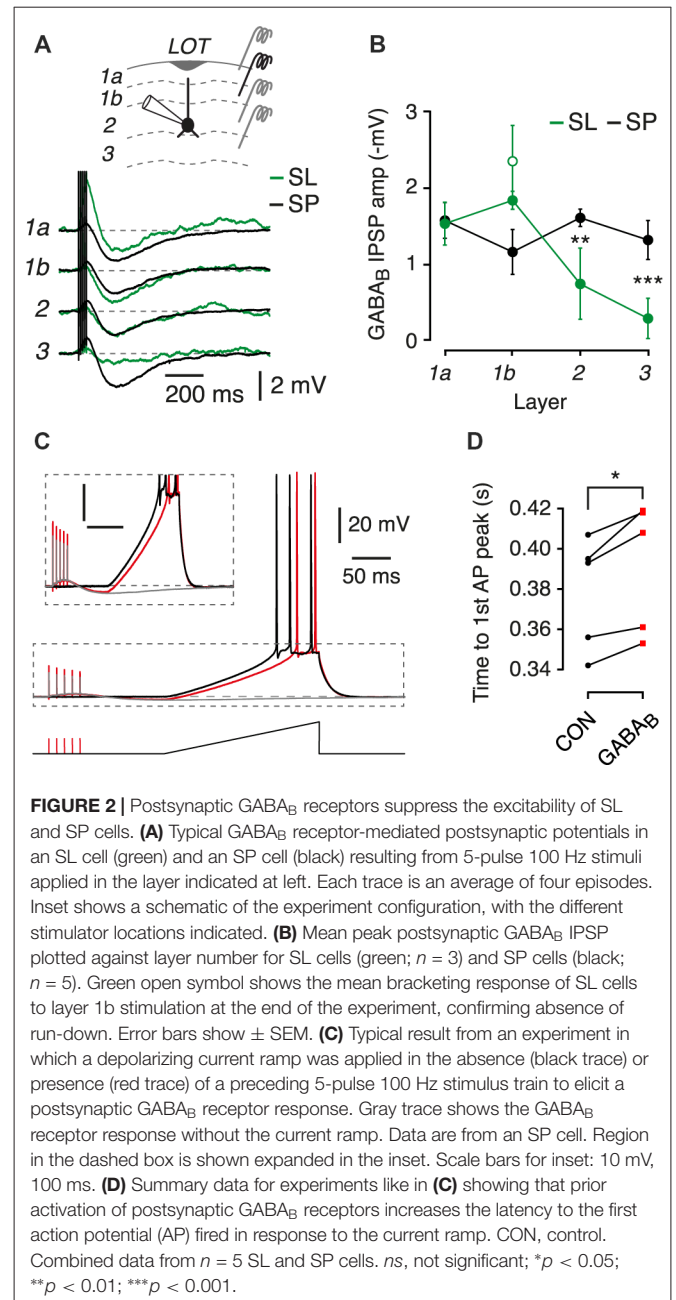 A
LOT
1a
1b
2
3
SL
SP
1a
1b
2
3
200 ms
2 mV
B
SL
SP
GABAB IPSP amp (-mV)
3
2
1
0
**
***
1a
1b
2
3
Layer
C
20 mV
50 ms
D
*
Time to 1st AP peak (s)
0.42
0.40
0.38
0.36
0.34
CON
GABAB
FIGURE 2 | Postsynaptic GABAB receptors suppress the excitability of SL
and SP cells. (A) Typical GABAB receptor-mediated postsynaptic potentials in
an SL cell (green) and an SP cell (black) resulting from 5-pulse 100 Hz stimuli
applied in the layer indicated at left. Each trace is an average of four episodes.
Inset shows a schematic of the experiment configuration, with the different
stimulator locations indicated. (B) Mean peak postsynaptic GABAB IPSP
plotted against layer number for SL cells (green; n = 3) and SP cells (black;
n = 5). Green open symbol shows the mean bracketing response of SL cells
to layer 1b stimulation at the end of the experiment, confirming absence of
run-down. Error bars show ± SEM. (C) Typical result from an experiment in
which a depolarizing current ramp was applied in the absence (black trace) or
presence (red trace) of a preceding 5-pulse 100 Hz stimulus train to elicit a
postsynaptic GABAB receptor response. Gray trace shows the GABAB
receptor response without the current ramp. Data are from an SP cell. Region
in the dashed box is shown expanded in the inset. Scale bars for inset: 10 mV,
100 ms. (D) Summary data for experiments like in (C) showing that prior
activation of postsynaptic GABAB receptors increases the latency to the first
action potential (AP) fired in response to the current ramp. CON, control.
Combined data from n = 5 SL and SP cells. ns, not significant; *p < 0.05;
**p < 0.01; ***p < 0.001.